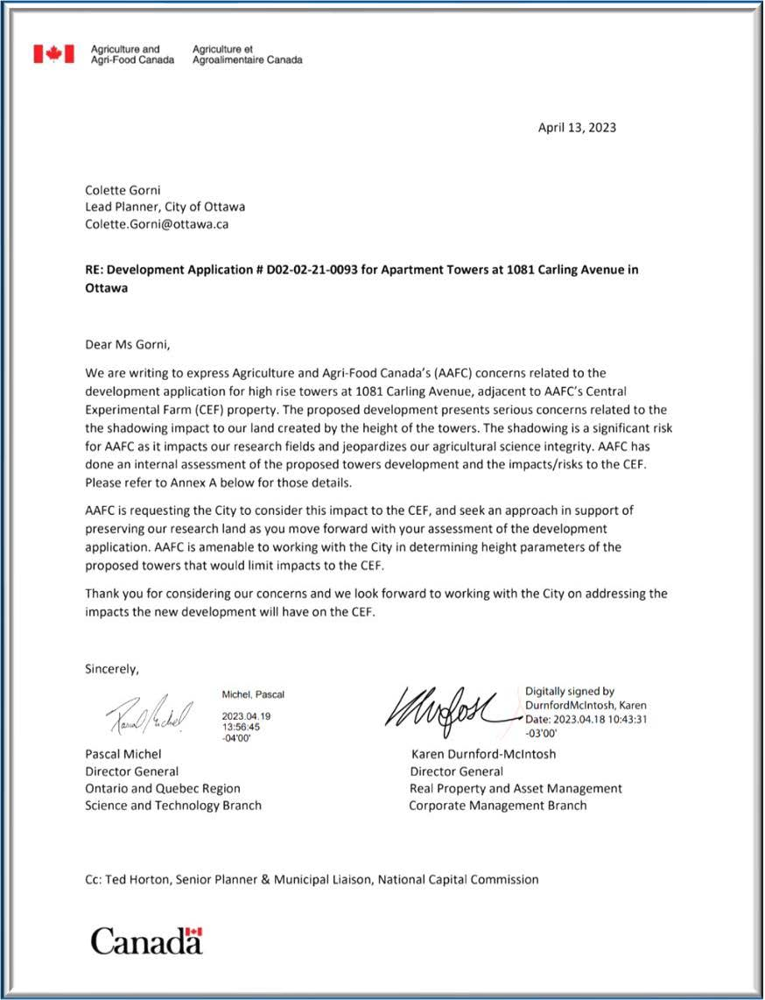 Agriculture and Agriculture et
Agri-Food Canada Agroalimentaire Canada
April 13, 2023
Colette Gorni
Lead Planner, City of Ottawa
Colette.Gorni@ottawa.ca
RE: Development Application # D02-02-21-0093 for Apartment Towers at 1081 Carling Avenue in
Ottawa
Dear Ms Gorni,
We are writing to express Agriculture and Agri-Food Canada's (AAFC) concerns related to the
development application for high rise towers at 1081 Carling Avenue, adjacent to AAFC's Central
Experimental Farm (CEF) property. The proposed development presents serious concerns related to the
the shadowing impact to our land created by the height of the towers. The shadowing is a significant risk
for AAFC as it impacts our research fields and jeopardizes our agricultural science integrity. AAFC has
done an internal assessment of the proposed towers development and the impacts/risks to the CEF.
Please refer to Annex A below for those details.
AAFC is requesting the City to consider this impact to the CEF, and seek an approach in support of
preserving our research land as you move forward with your assessment of the development
application. AAFC is amenable to working with the City in determining height parameters of the
proposed towers that would limit impacts to the CEF.
Thank you for considering our concerns and we look forward to working with the City on addressing the
impacts the new development will have on the CEF.
Sincerely,
Pascal Michel
Michel, Pascal
2023.04.19
13:56:45
-04'00'
Digitally signed by
DurnfordMcIntosh, Karen
Date: 2023.04.18 10:43:31
-03'00'
Pascal Michel
Director General
Ontario and Quebec Region
Science and Technology Branch
Karen Durnford-McIntosh
Director General
Real Property and Asset Management
Corporate Management Branch
Cc: Ted Horton, Senior Planner & Municipal Liaison, National Capital Commission
Canada